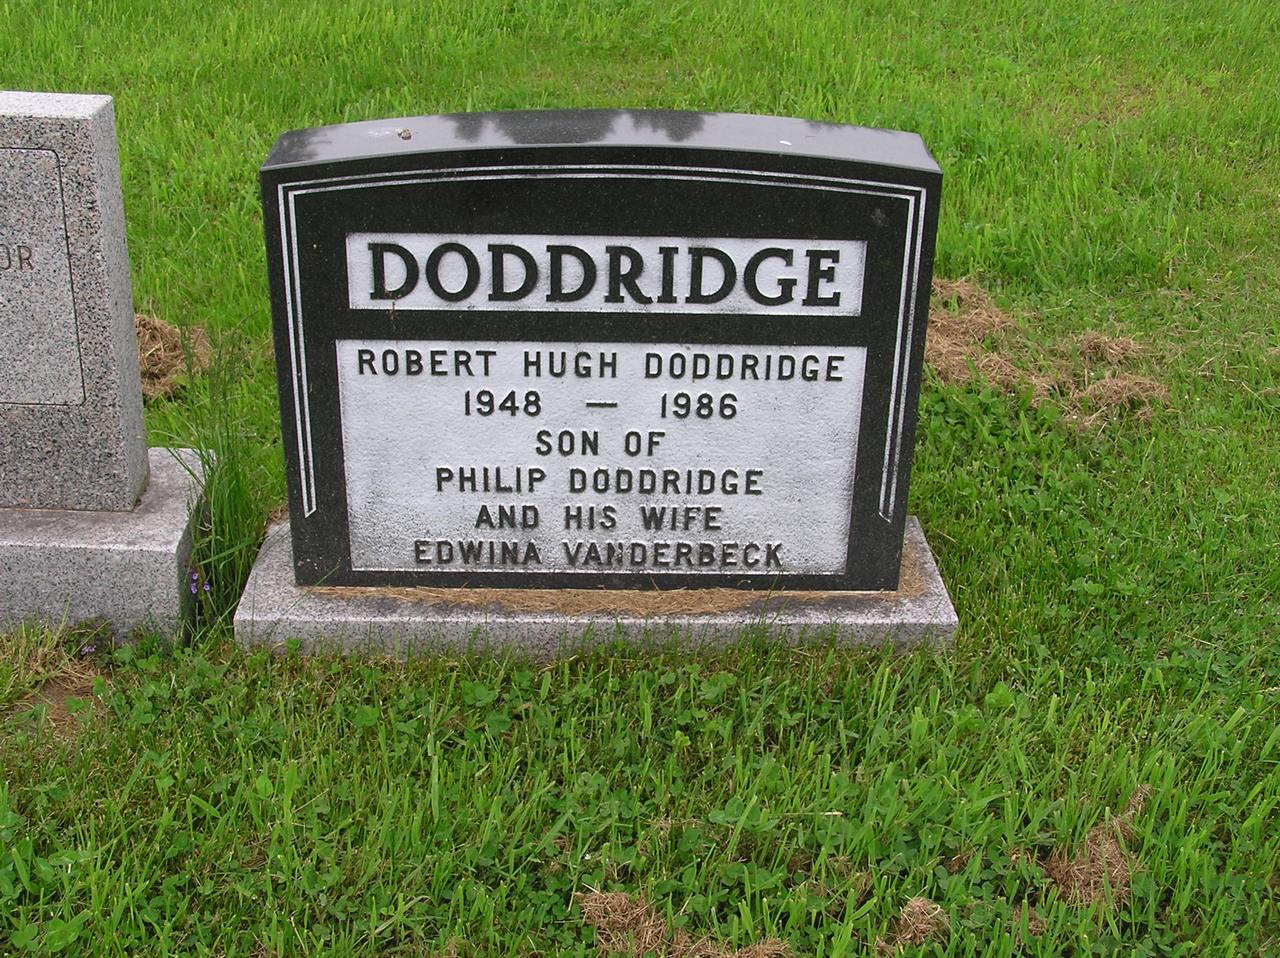 DODDRIDGE
ROBERT HUGH DODDRIDGE
1948 — 1986
SON OF
PHILIP DODDRIDGE
AND HIS WIFE
EDWINA VANDERBECK